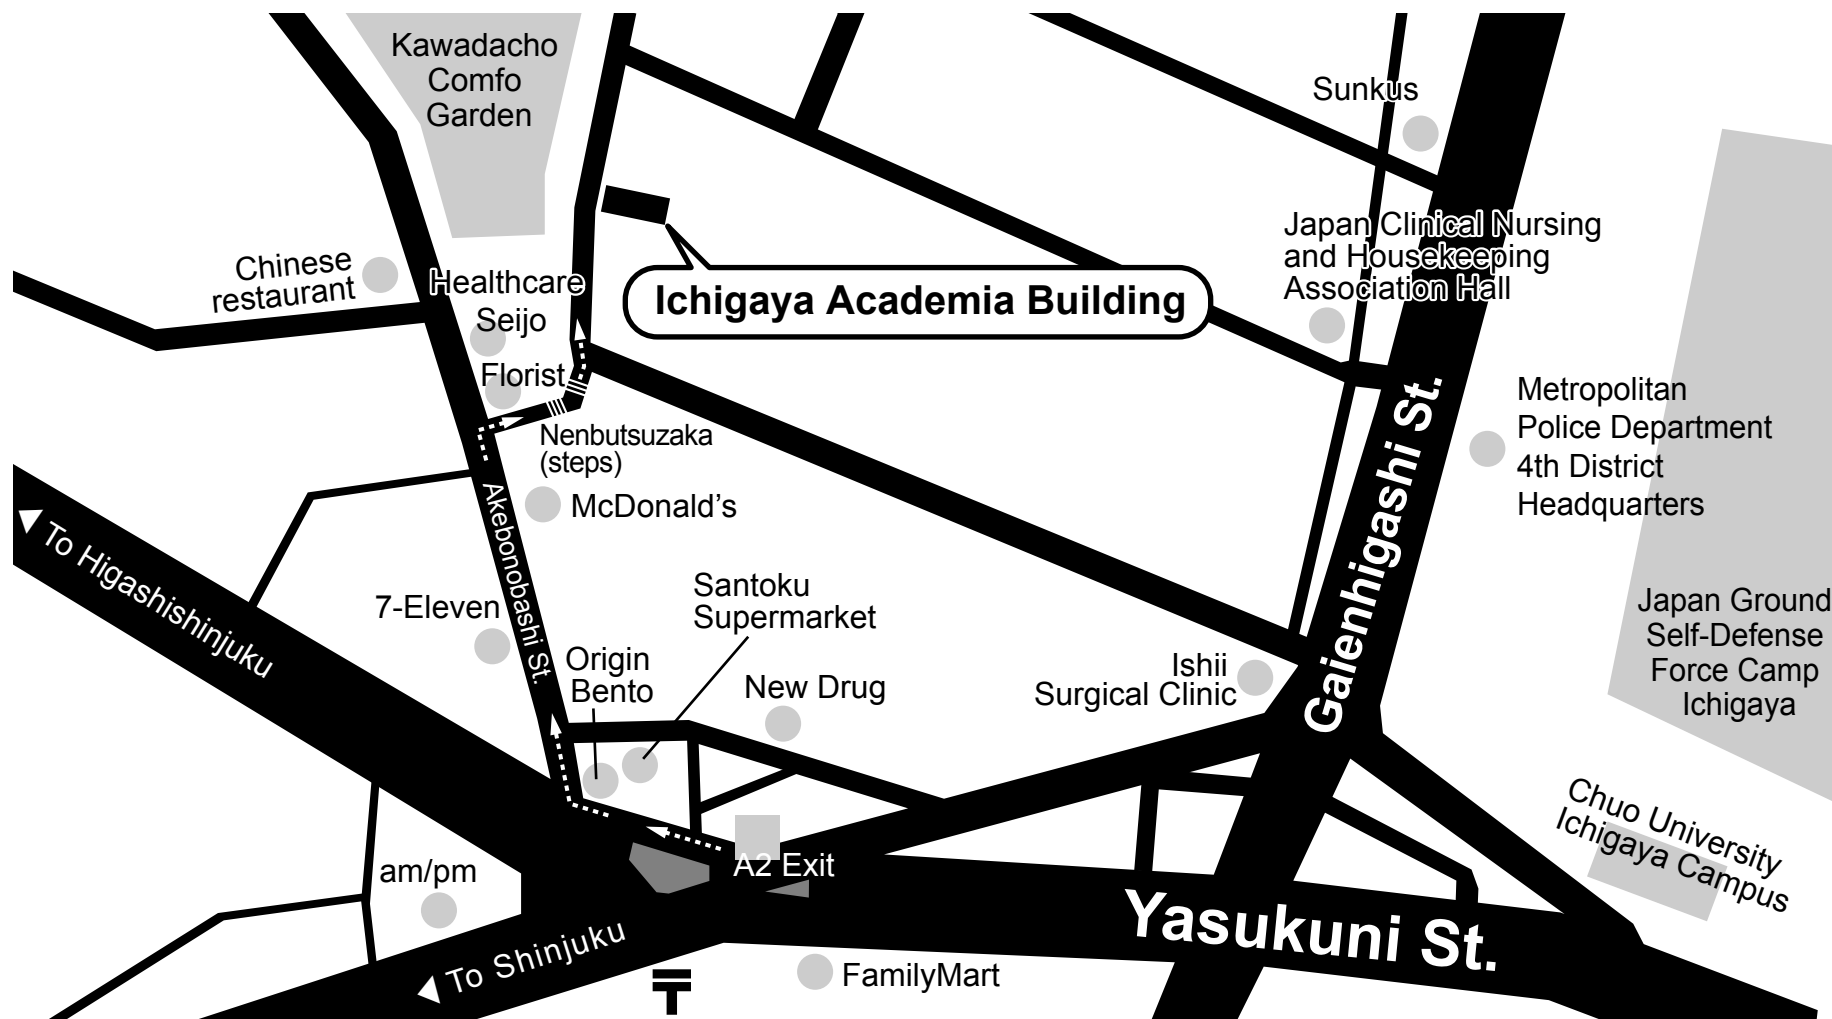 Kawadacho
Comfo
Garden
Sunkus
Japan Clinical Nursing
and Housekeeping
Association Hall
Chinese
restaurant
Healthcare
Seijo
Ichigaya Academia Building
Florist
Nenbutsuzaka
(steps)
Metropolitan
Police Department
4th District
Headquarters
Gaienhigashi St.
McDonald's
Akebonobashi St.
To Higashishinjuku
7-Eleven
Santoku
Supermarket
Origin
Bento
New Drug
Ishii
Surgical Clinic
Japan Ground
Self-Defense
Force Camp
Ichigaya
Chuo University
Ichigaya Campus
A2 Exit
am/pm
Yasukuni St.
To Shinjuku
〒
FamilyMart